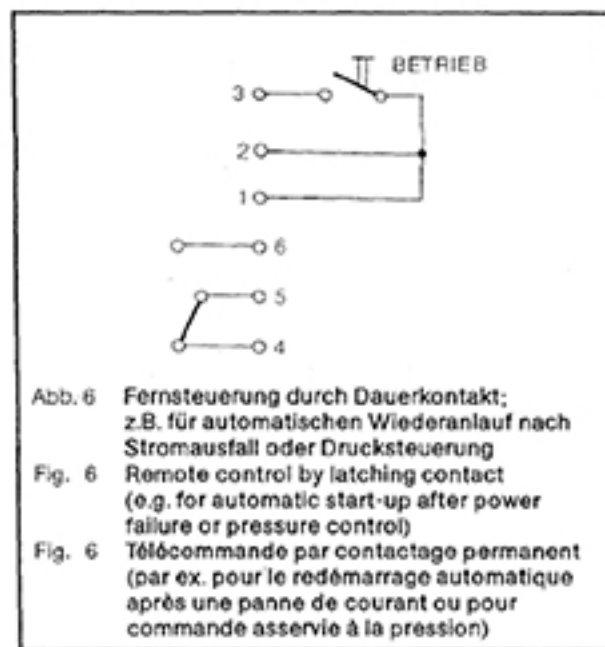 BETRIEB
3
2
1
6
5
4
Abb. 6 Fernsteuerung durch Dauerkontakt;
z.B. für automatischen Wiederanlauf nach
Stromausfall oder Drucksteuerung
Fig. 6 Remote control by latching contact
(e.g. for automatic start-up after power
failure or pressure control)
Fig. 6 Télécommande par contactage permanent
(par ex. pour le redémarrage automatique
après une panne de courant ou pour
commande asservie à la pression)